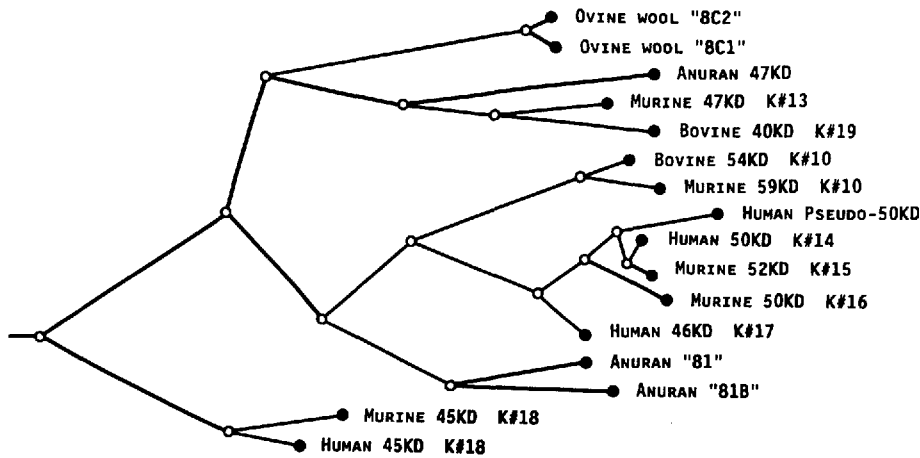 OVINE WOOL "8C2"
OVINE WOOL "8C1"
ANURAN 47KD
MURINE 47KD K#13
BOVINE 40KD K#19
BOVINE 54KD K#10
MURINE 59KD K#10
HUMAN PSEUDO-50KD
HUMAN 50KD K#14
MURINE 52KD K#15
MURINE 50KD K#16
HUMAN 46KD K#17
ANURAN "81"
ANURAN "81B"
MURINE 45KD K#18
HUMAN 45KD K#18